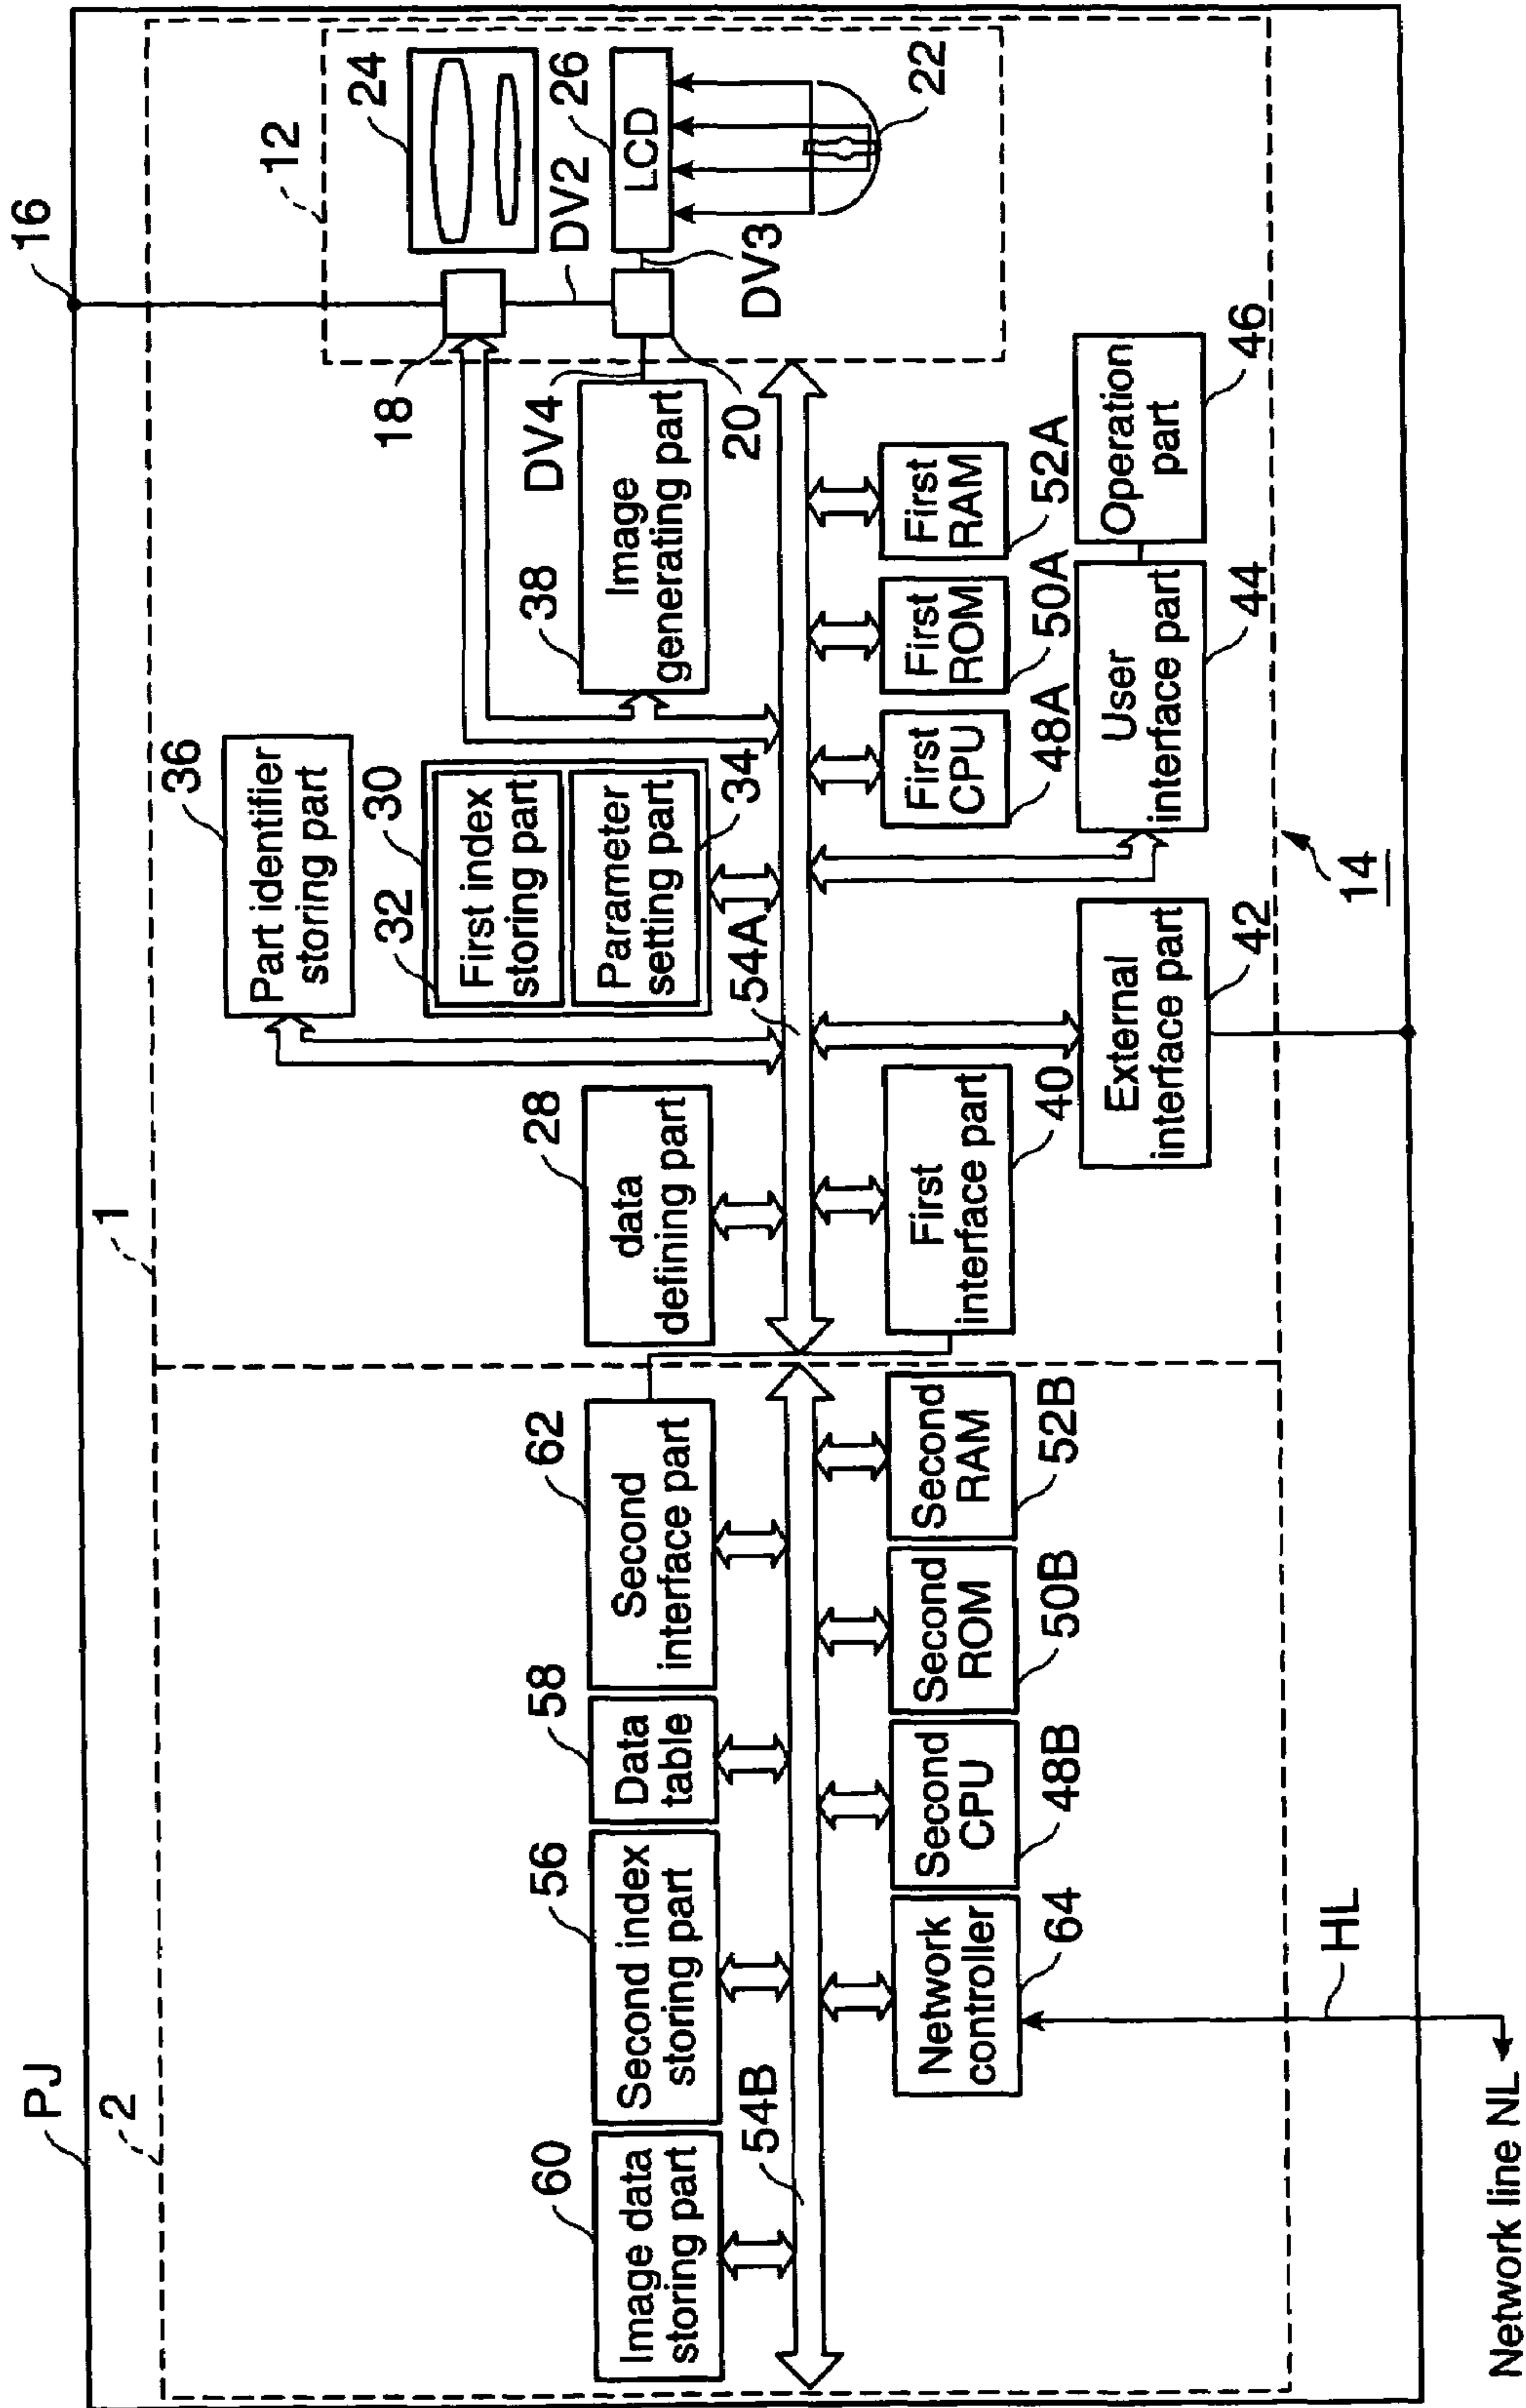 PJ
2
1
16
12
24
26
LCD
22
18
DV2
DV3
20
DV4
36
Part identifier
storing part
30
32
First index
storing part
34
Parameter
setting part
38
Image
generating part
28
data
defining part
62
Second
interface part
58
Data
table
56
Second index
storing part
60
Image data
storing part
54B
54A
Network
controller
64
Second
CPU
48B
Second
ROM
50B
Second
RAM
52B
First
interface part
40
External
interface part
42
First
CPU
48A
First
ROM
50A
First
RAM
52A
User
interface part
44
Operation
part
46
14
HL
Network line NL